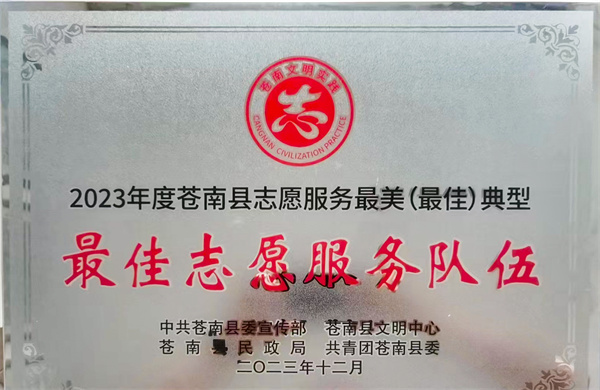 苍南文明实践
志
CANGNAN CIVILIZATION PRACTICE
2023年度苍南县志愿服务最美(最佳)典型
最佳志愿服务队伍
中共苍南县委宣传部 苍南县文明中心
苍南县民政局 共青团苍南县委
二〇二三年十二月